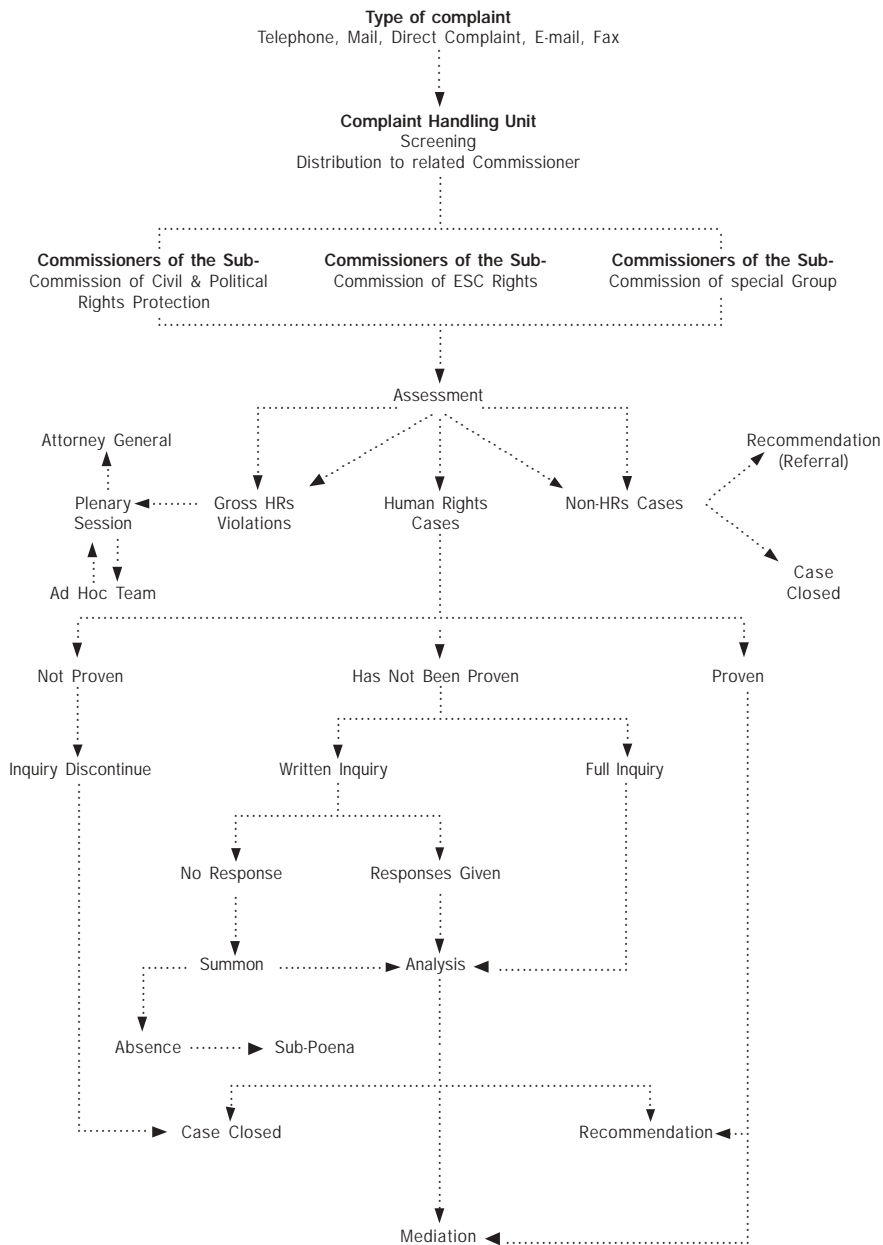 Type of complaint
Telephone, Mail, Direct Complaint, E-mail, Fax
Complaint Handling Unit
Screening
Distribution to related Commissioner
Commissioners of the Sub-
Commission of Civil & Political
Rights Protection
Commissioners of the Sub-
Commission of ESC Rights
Commissioners of the Sub-
Commission of special Group
Assessment
Attorney General
Recommendation
(Referral)
Plenary
Session
Gross HRs
Violations
Human Rights
Cases
Non-HRs Cases
Ad Hoc Team
Case
Closed
Not Proven
Has Not Been Proven
Proven
Inquiry Discontinue
Written Inquiry
Full Inquiry
No Response
Responses Given
Summon
Analysis
Absence
Sub-Poena
Case Closed
Recommendation
Mediation